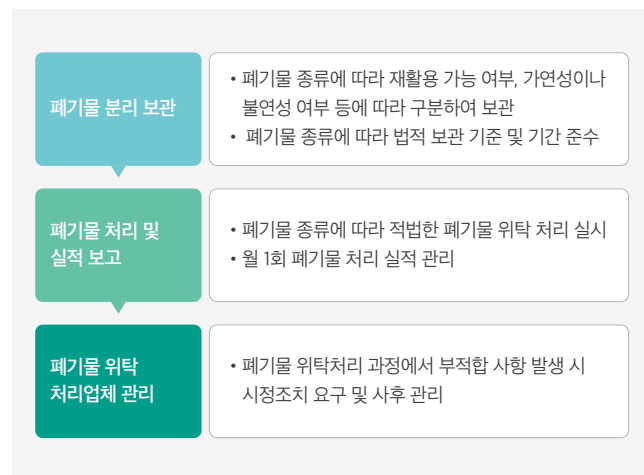 폐기물 분리 보관
• 폐기물 종류에 따라 재활용 가능 여부, 가연성이나
불연성 여부 등에 따라 구분하여 보관
• 폐기물 종류에 따라 법적 보관 기준 및 기간 준수
폐기물 처리 및
실적 보고
• 폐기물 종류에 따라 적법한 폐기물 위탁 처리 실시
• 월 1회 폐기물 처리 실적 관리
폐기물 위탁
처리업체 관리
• 폐기물 위탁처리 과정에서 부적합 사항 발생 시
시정조치 요구 및 사후 관리